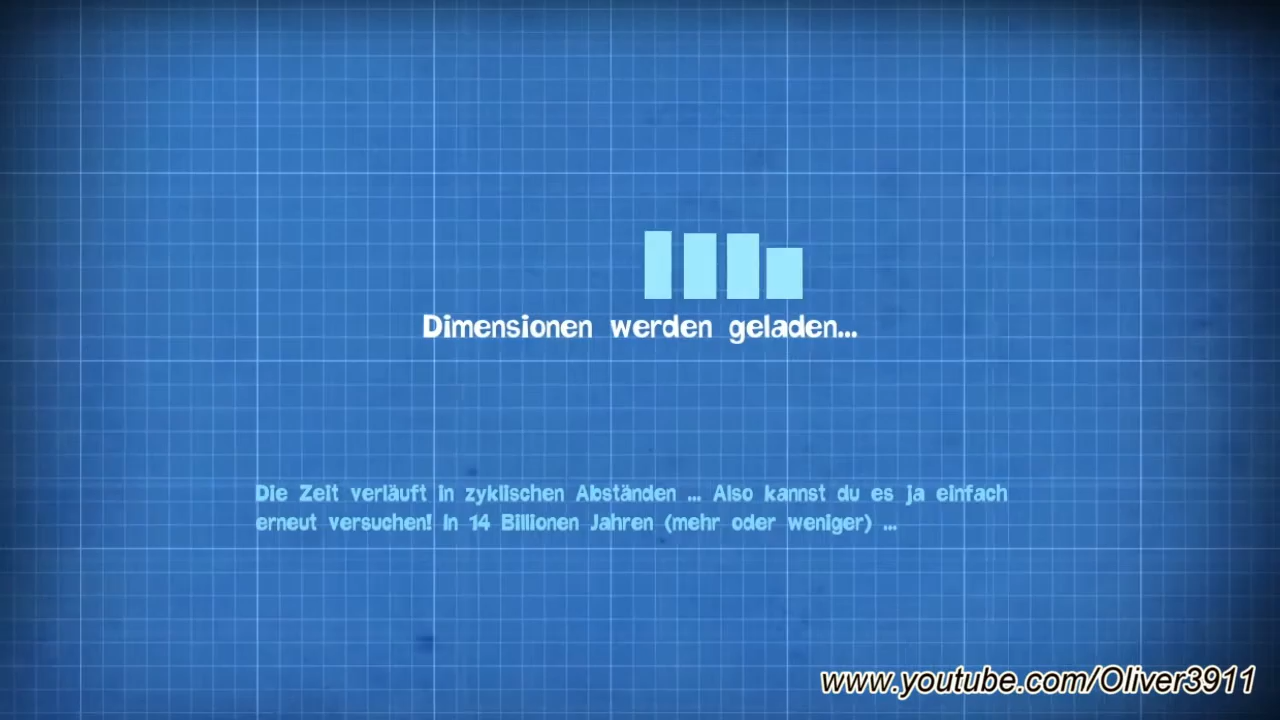 Dimensionen werden geladen...
Die Zeit verläuft in zyklischen Abständen ... Also kannst du es ja einfach
erneut versuchen! In 14 Billionen Jahren (mehr oder weniger) ...
www.youtube.com/Oliver3911